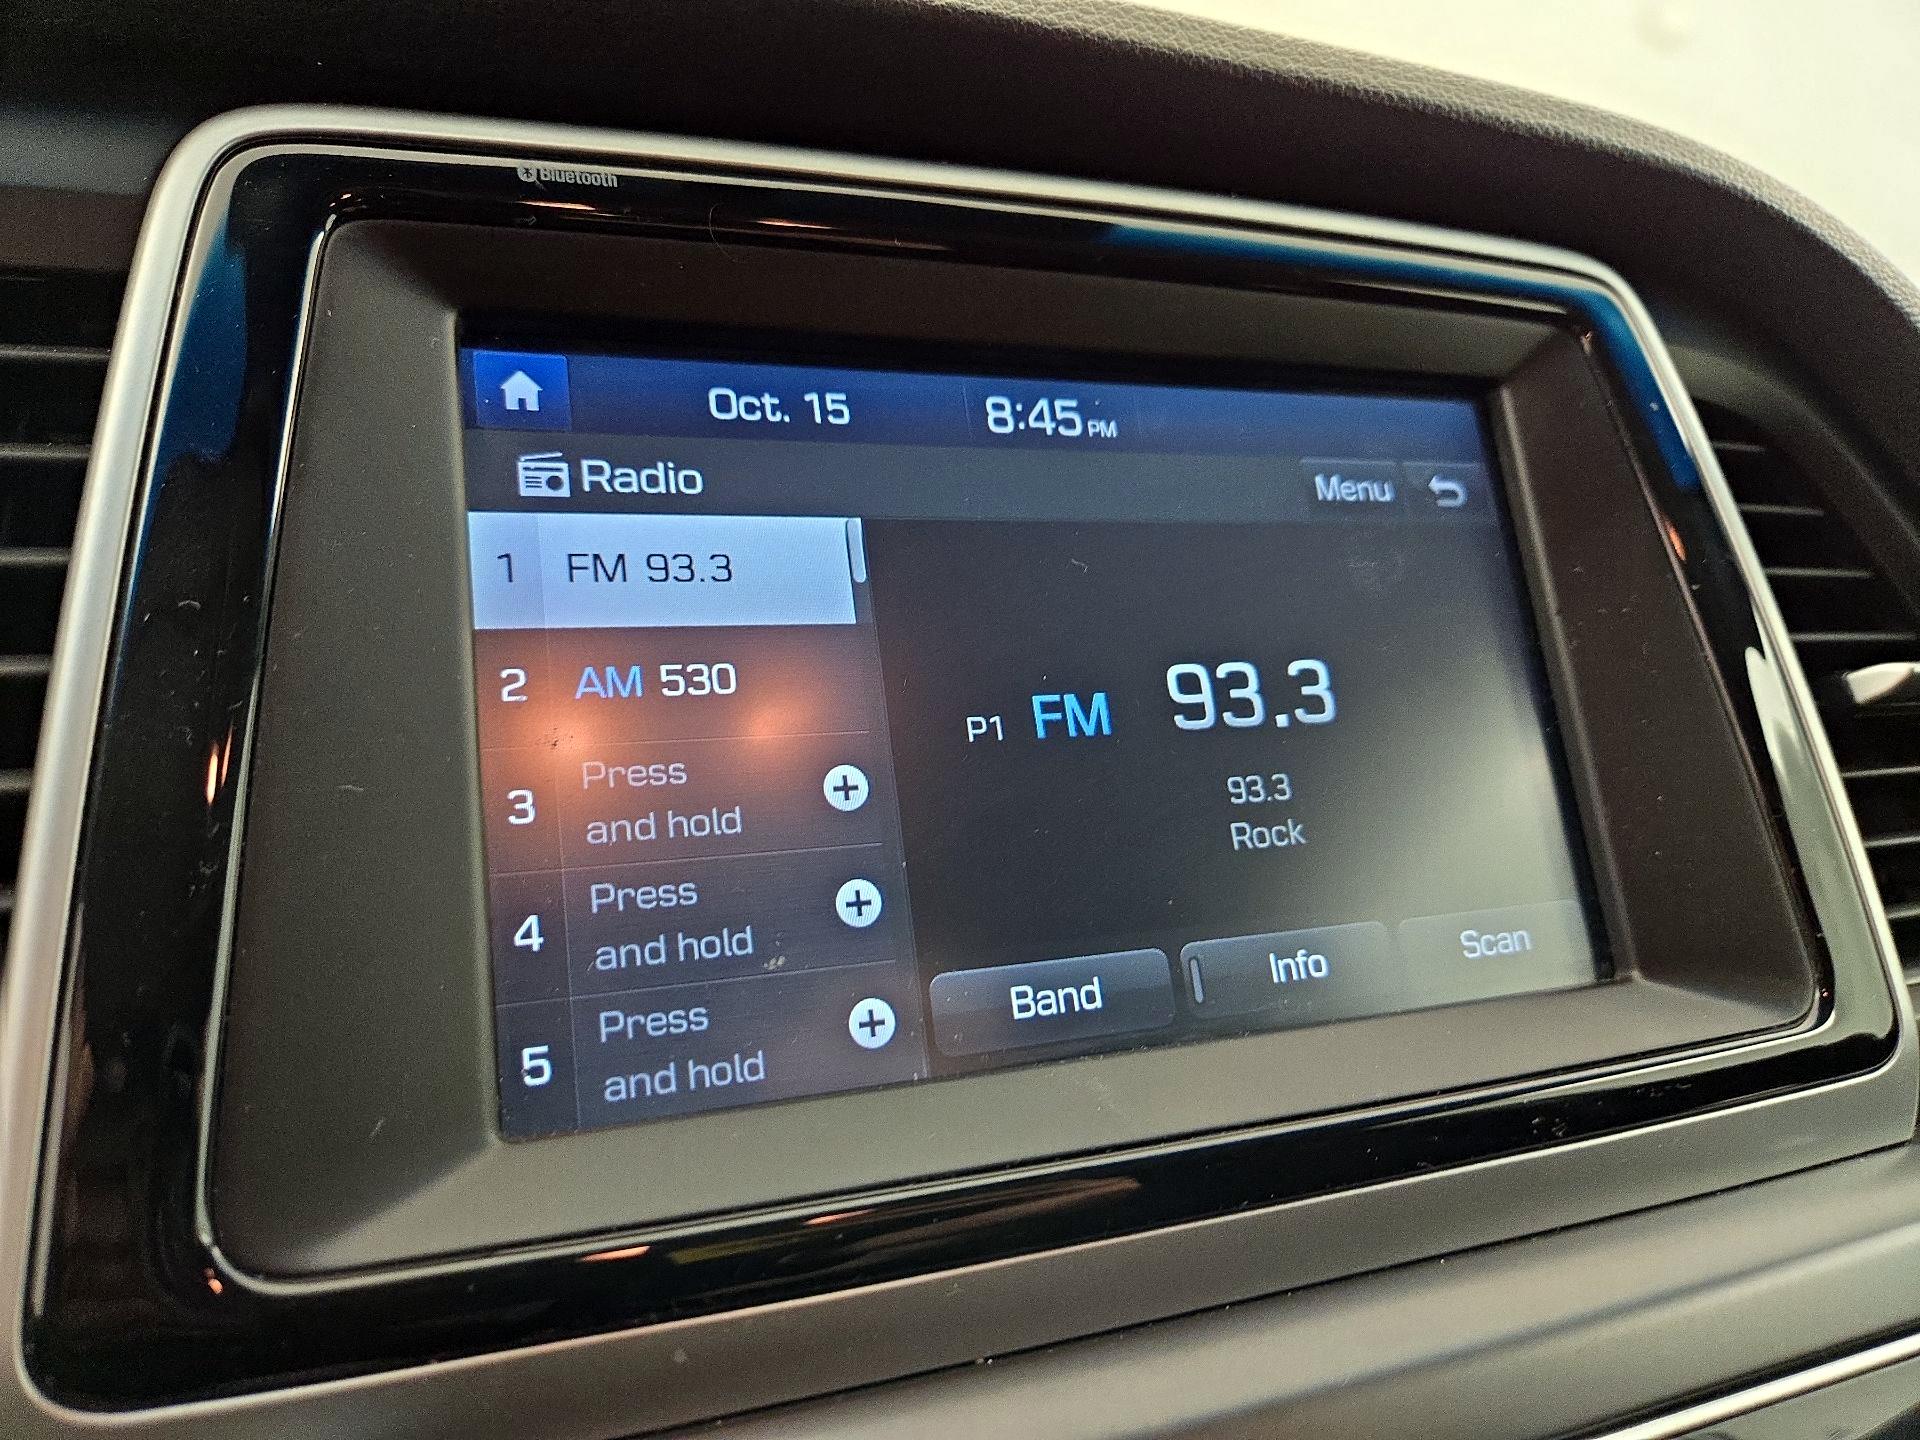 Bluetooth
Oct. 15 8:45 PM
Radio Menu
1 FM 93.3
2 AM 530
3 Press
and hold
4 Press
and hold
5 Press
and hold
P1 FM 93.3
93.3
Rock
Band Info Scan